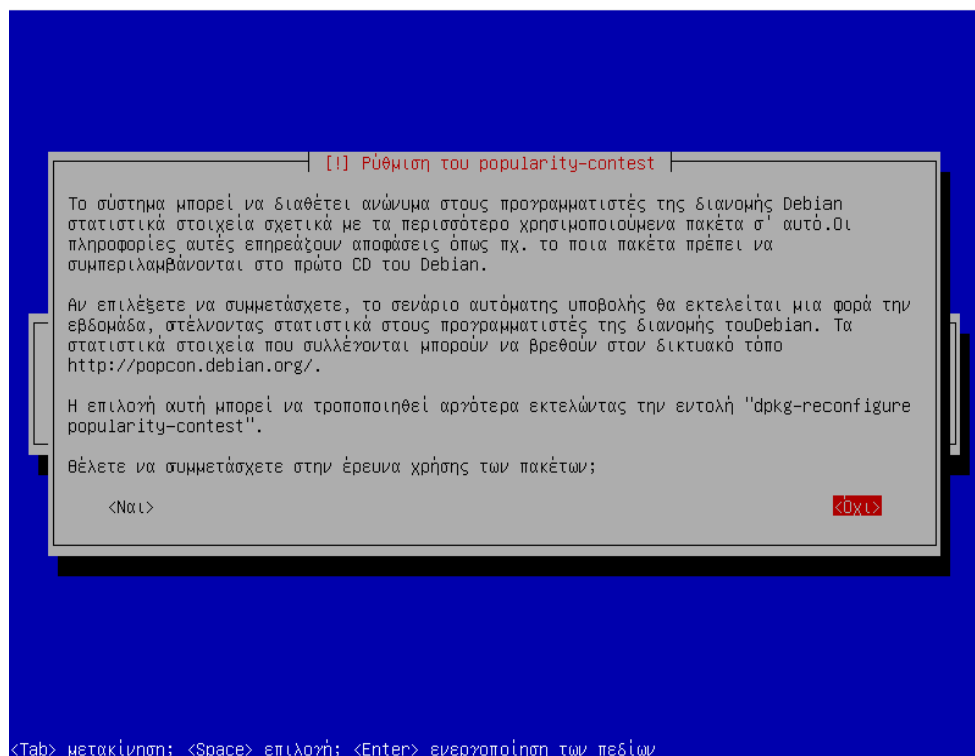 [!] Ρύθμιση του popularity-contest
Το σύστημα μπορεί να διαθέτει ανώνυμα στους προγραμματιστές της διανομής Debian
στατιστικά στοιχεία σχετικά με τα περισσότερο χρησιμοποιούμενα πακέτα σ' αυτό.Οι
πληροφορίες αυτές επηρεάζουν αποφάσεις όπως πχ. το ποια πακέτα πρέπει να
συμπεριλαμβάνονται στο πρώτο CD του Debian.
Αν επιλέξετε να συμμετάσχετε, το σενάριο αυτόματης υποβολής θα εκτελείται μια φορά την
εβδομάδα, στέλνοντας στατιστικά στους προγραμματιστές της διανομής τουDebian. Τα
στατιστικά στοιχεία που συλλέγονται μπορούν να βρεθούν στον δικτυακό τόπο
http://popcon.debian.org/.
Η επιλογή αυτή μπορεί να τροποποιηθεί αργότερα εκτελώντας την εντολή "dpkg-reconfigure
popularity-contest".
Θέλετε να συμμετάσχετε στην έρευνα χρήσης των πακέτων;
<Ναι> <Όχι>
<Tab> μετακίνηση; <Space> επιλογή; <Enter> ενεργοποίηση των πεδίων